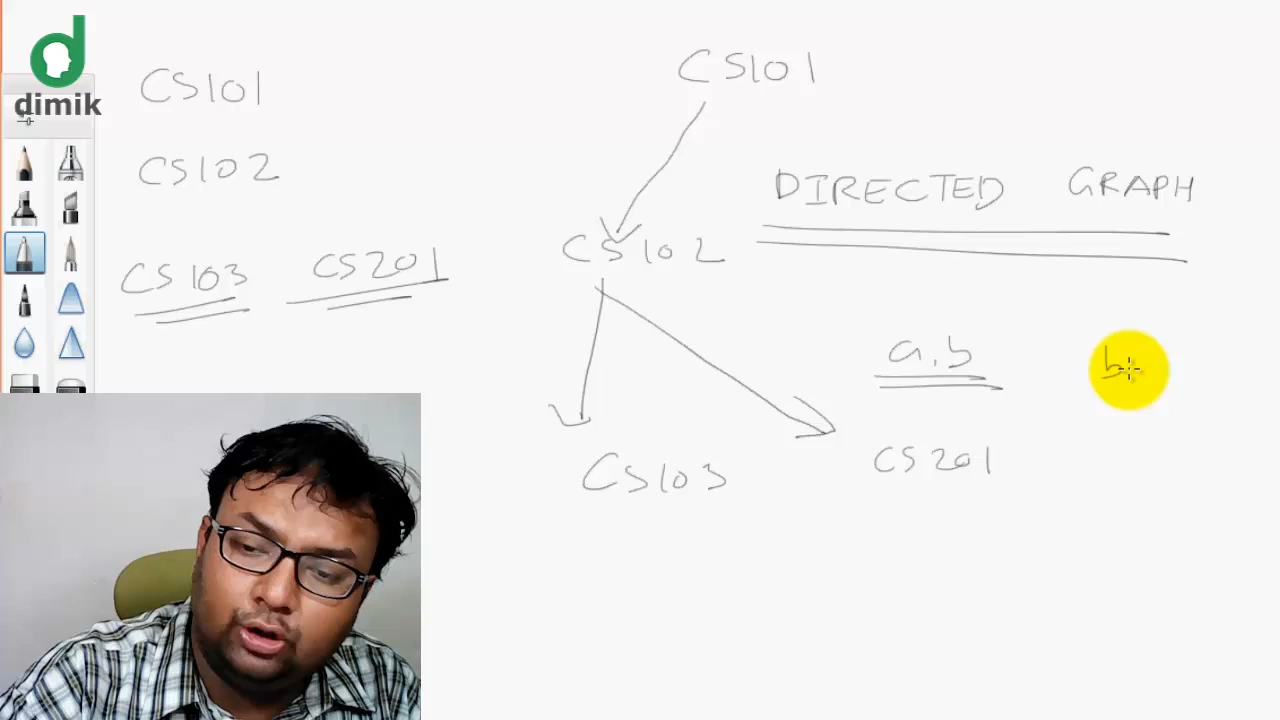 dimik
CS101
CS102
CS103 CS201
CS101
DIRECTED GRAPH
CS102
a,b b
CS103 CS201